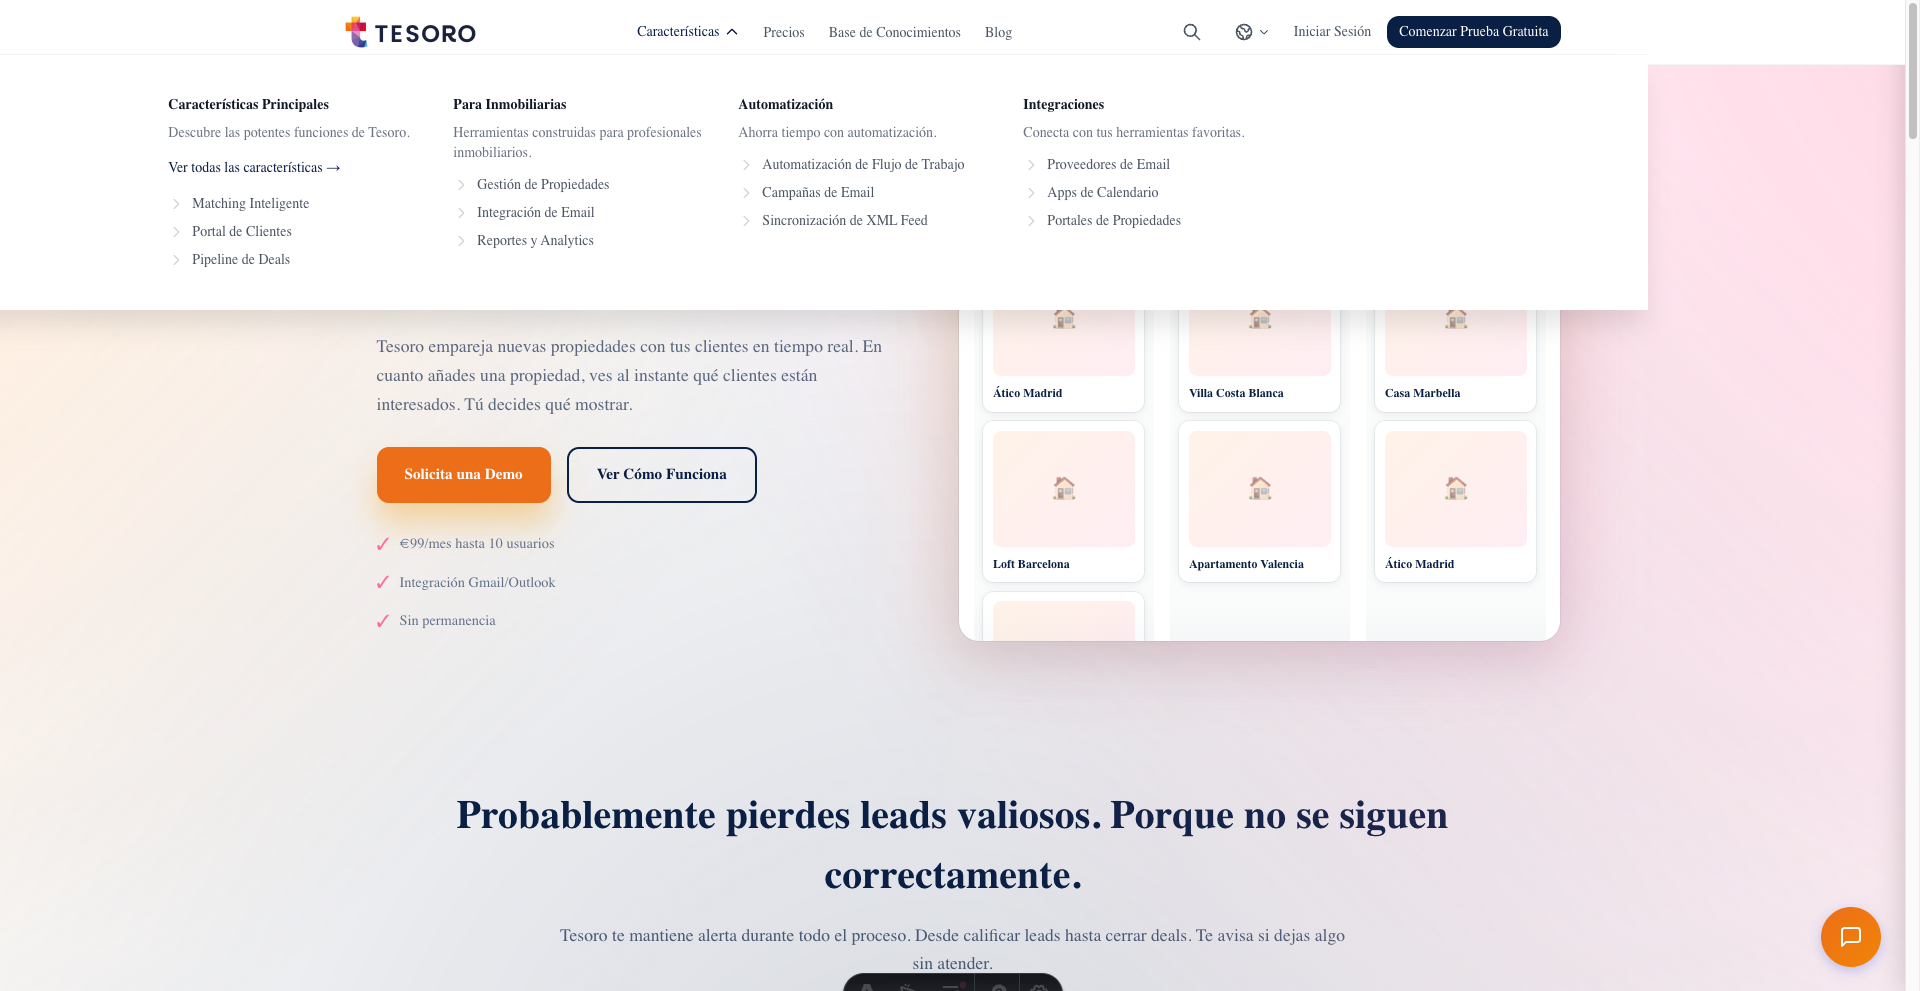 TESORO
Características
Precios
Base de Conocimientos
Blog
Iniciar Sesión
Comenzar Prueba Gratuita
Características Principales
Descubre las potentes funciones de Tesoro.
Ver todas las características →
Matching Inteligente
Portal de Clientes
Pipeline de Deals
Para Inmobiliarias
Herramientas construidas para profesionales
inmobiliarios.
Gestión de Propiedades
Integración de Email
Reportes y Analytics
Automatización
Ahorra tiempo con automatización.
Automatización de Flujo de Trabajo
Campañas de Email
Sincronización de XML Feed
Integraciones
Conecta con tus herramientas favoritas.
Proveedores de Email
Apps de Calendario
Portales de Propiedades
Tesoro empareja nuevas propiedades con tus clientes en tiempo real. En
cuanto añades una propiedad, ves al instante qué clientes están
interesados. Tú decides qué mostrar.
Solicita una Demo
Ver Cómo Funciona
✓ €99/mes hasta 10 usuarios
✓ Integración Gmail/Outlook
✓ Sin permanencia
Ático Madrid
Villa Costa Blanca
Casa Marbella
Loft Barcelona
Apartamento Valencia
Ático Madrid
Probablemente pierdes leads valiosos. Porque no se siguen
correctamente.
Tesoro te mantiene alerta durante todo el proceso. Desde calificar leads hasta cerrar deals. Te avisa si dejas algo
sin atender.